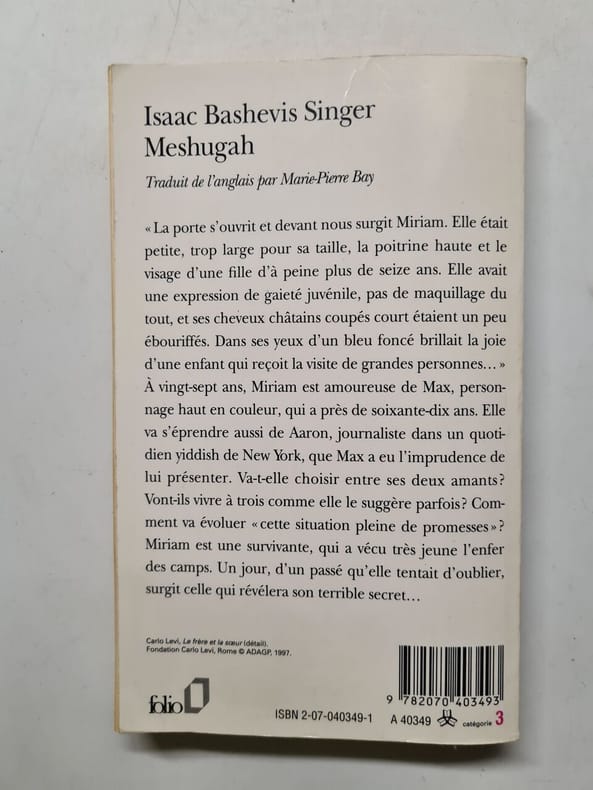 Isaac Bashevis Singer
Meshugah
Traduit de l'anglais par Marie-Pierre Bay
« La porte s'ouvrit et devant nous surgit Miriam. Elle était
petite, trop large pour sa taille, la poitrine haute et le
visage d'une fille d'à peine plus de seize ans. Elle avait
une expression de gaieté juvénile, pas de maquillage du
tout, et ses cheveux châtains coupés court étaient un peu
ébouriffés. Dans ses yeux d'un bleu foncé brillait la joie
d'une enfant qui reçoit la visite de grandes personnes... »
À vingt-sept ans, Miriam est amoureuse de Max, person-
nage haut en couleur, qui a près de soixante-dix ans. Elle
va s'éprendre aussi de Aaron, journaliste dans un quoti-
dien yiddish de New York, que Max a eu l'imprudence de
lui présenter. Va-t-elle choisir entre ses deux amants?
Vont-ils vivre à trois comme elle le suggère parfois? Com-
ment va évoluer « cette situation pleine de promesses »?
Miriam est une survivante, qui a vécu très jeune l'enfer
des camps. Un jour, d'un passé qu'elle tentait d'oublier,
surgit celle qui révélera son terrible secret...
Carlo Levi, Le frère et la sœur (détail).
Fondation Carlo Levi, Rome © ADAGP, 1997.
9 782070 403493
folio
ISBN 2-07-040349-1
A 40349
catégorie 3